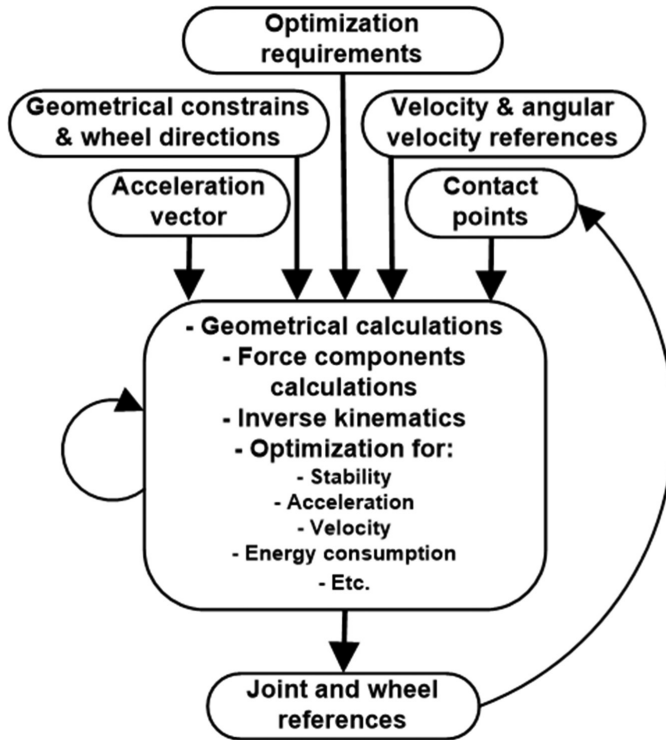 Optimization
requirements
Geometrical constrains
& wheel directions
Velocity & angular
velocity references
Acceleration
vector
Contact
points
- Geometrical calculations
- Force components
calculations
- Inverse kinematics
- Optimization for:
- Stability
- Acceleration
- Velocity
- Energy consumption
- Etc.
Joint and wheel
references